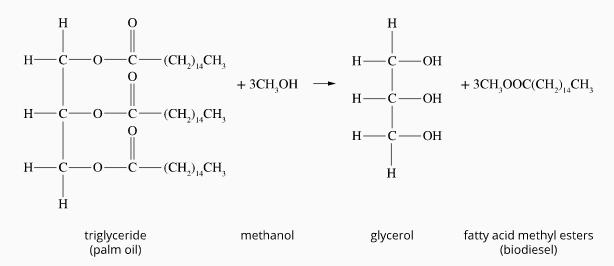 H O H
H—C—O—C—(CH₂)₁₄CH₃ H—C—OH
O + 3CH₃OH → + 3CH₃OOC(CH₂)₁₄CH₃
H—C—O—C—(CH₂)₁₄CH₃ H—C—OH
O
H—C—O—C—(CH₂)₁₄CH₃ H—C—OH
H H
triglyceride methanol glycerol fatty acid methyl esters
(palm oil) (biodiesel)